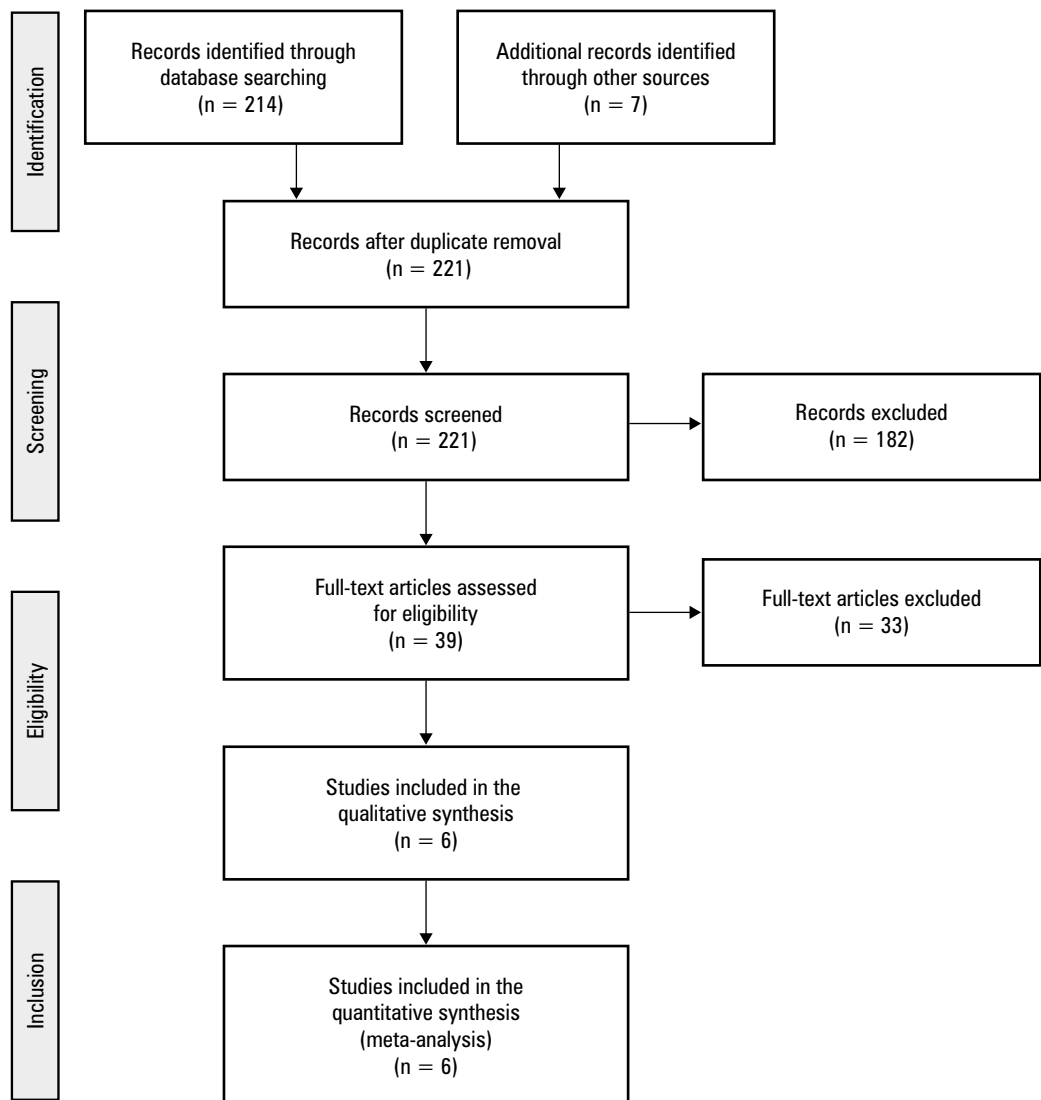 Identification
Records identified through
database searching
(n = 214)
Additional records identified
through other sources
(n = 7)
Records after duplicate removal
(n = 221)
Screening
Records screened
(n = 221)
Records excluded
(n = 182)
Eligibility
Full-text articles assessed
for eligibility
(n = 39)
Full-text articles excluded
(n = 33)
Studies included in the
qualitative synthesis
(n = 6)
Inclusion
Studies included in the
quantitative synthesis
(meta-analysis)
(n = 6)